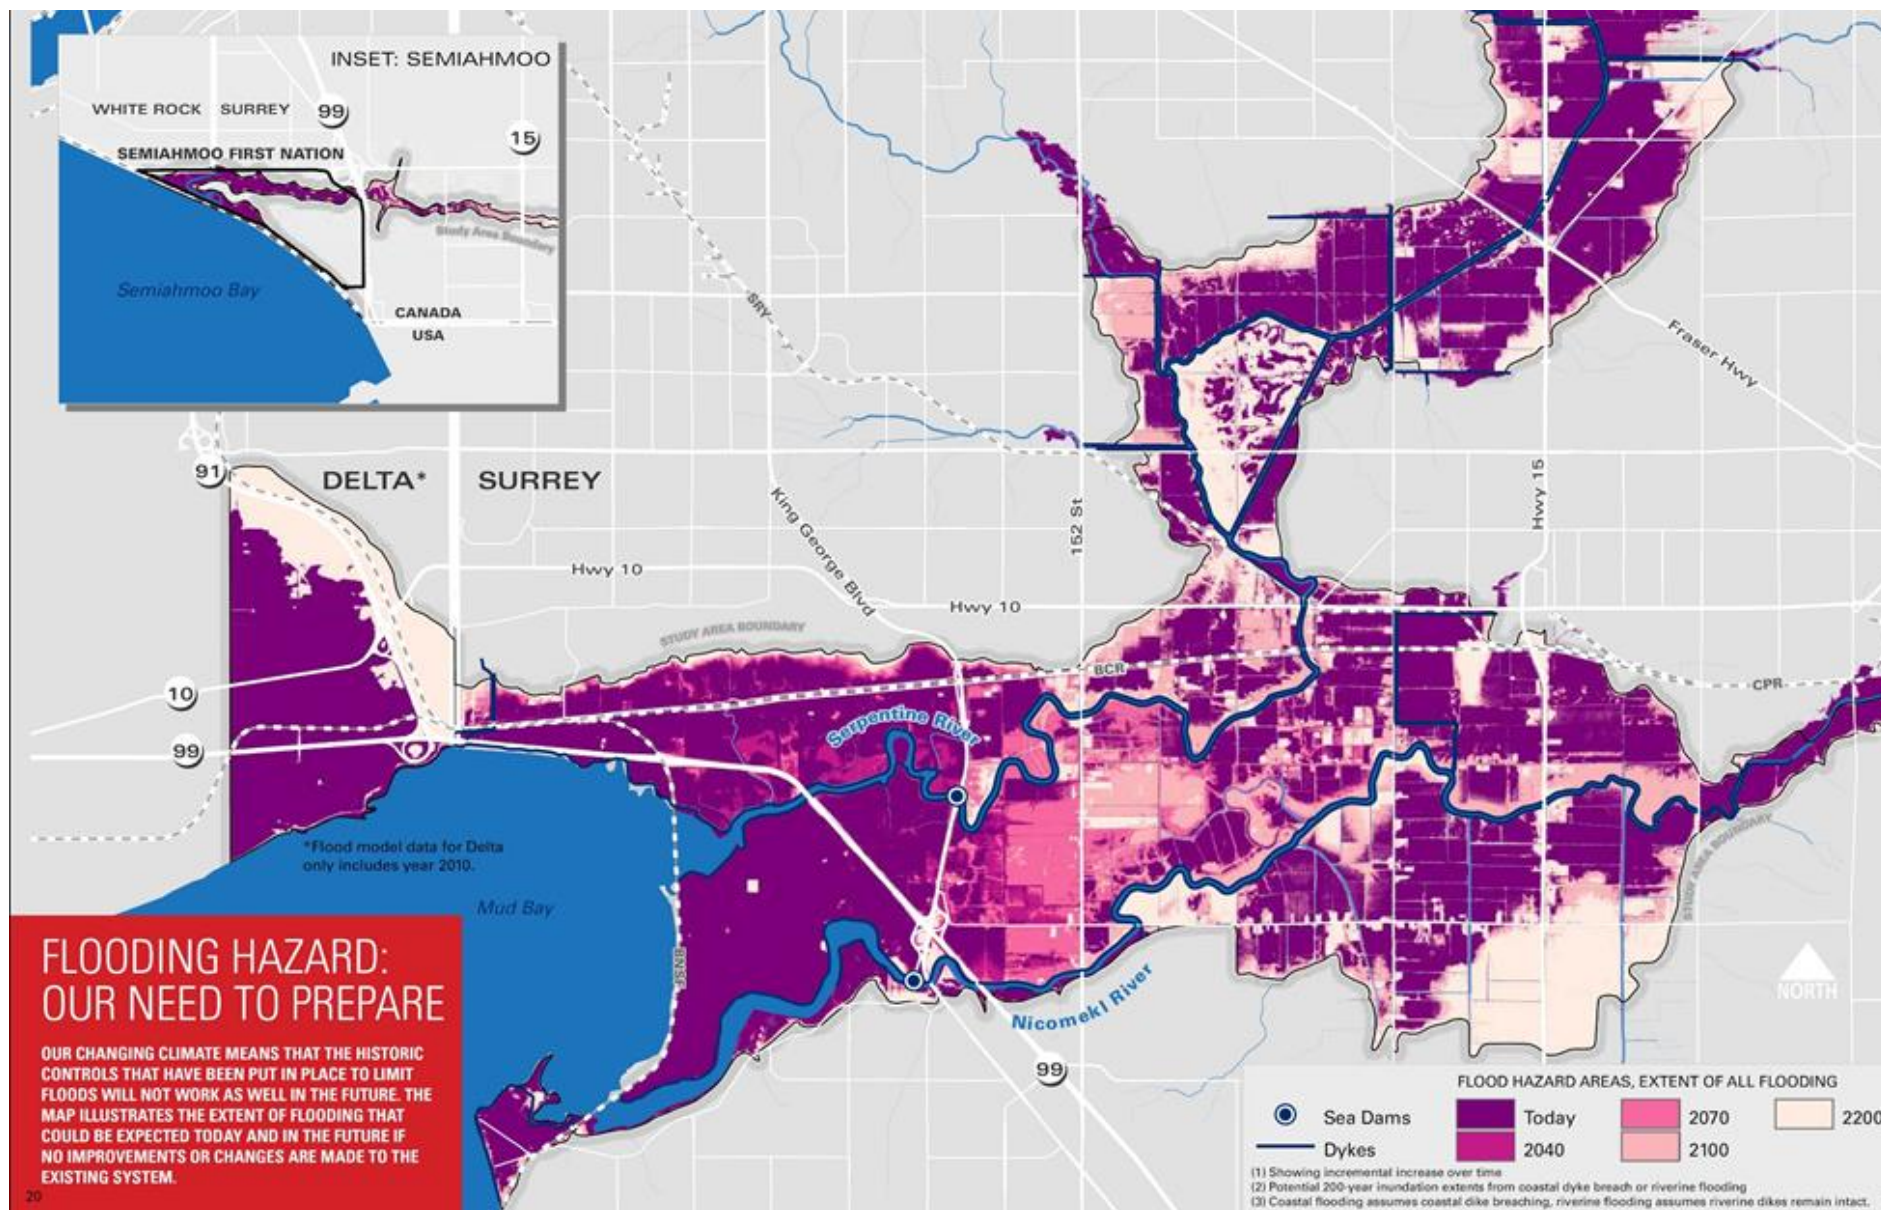 INSET: SEMIAHMOO
WHITE ROCK SURREY 99
15
SEMIAHMOO FIRST NATION
Study Area Boundary
Semiahmoo Bay
CANADA
USA
SRY
Fraser Hwy
91
DELTA* SURREY
King George Blvd
152 St
Hwy 15
Hwy 10
Hwy 10
STUDY AREA BOUNDARY
BCR
CPR
10
99
Serpentine River
*Flood model data for Delta
only includes year 2010.
Mud Bay
BNSF
STUDY AREA BOUNDARY
Nicomekl River
NORTH
99
FLOODING HAZARD:
OUR NEED TO PREPARE
OUR CHANGING CLIMATE MEANS THAT THE HISTORIC
CONTROLS THAT HAVE BEEN PUT IN PLACE TO LIMIT
FLOODS WILL NOT WORK AS WELL IN THE FUTURE. THE
MAP ILLUSTRATES THE EXTENT OF FLOODING THAT
COULD BE EXPECTED TODAY AND IN THE FUTURE IF
NO IMPROVEMENTS OR CHANGES ARE MADE TO THE
EXISTING SYSTEM.
20
FLOOD HAZARD AREAS, EXTENT OF ALL FLOODING
Sea Dams Today 2070 2200
Dykes 2040 2100
(1) Showing incremental increase over time
(2) Potential 200-year inundation extents from coastal dyke breach or riverine flooding
(3) Coastal flooding assumes coastal dike breaching, riverine flooding assumes riverine dikes remain intact.